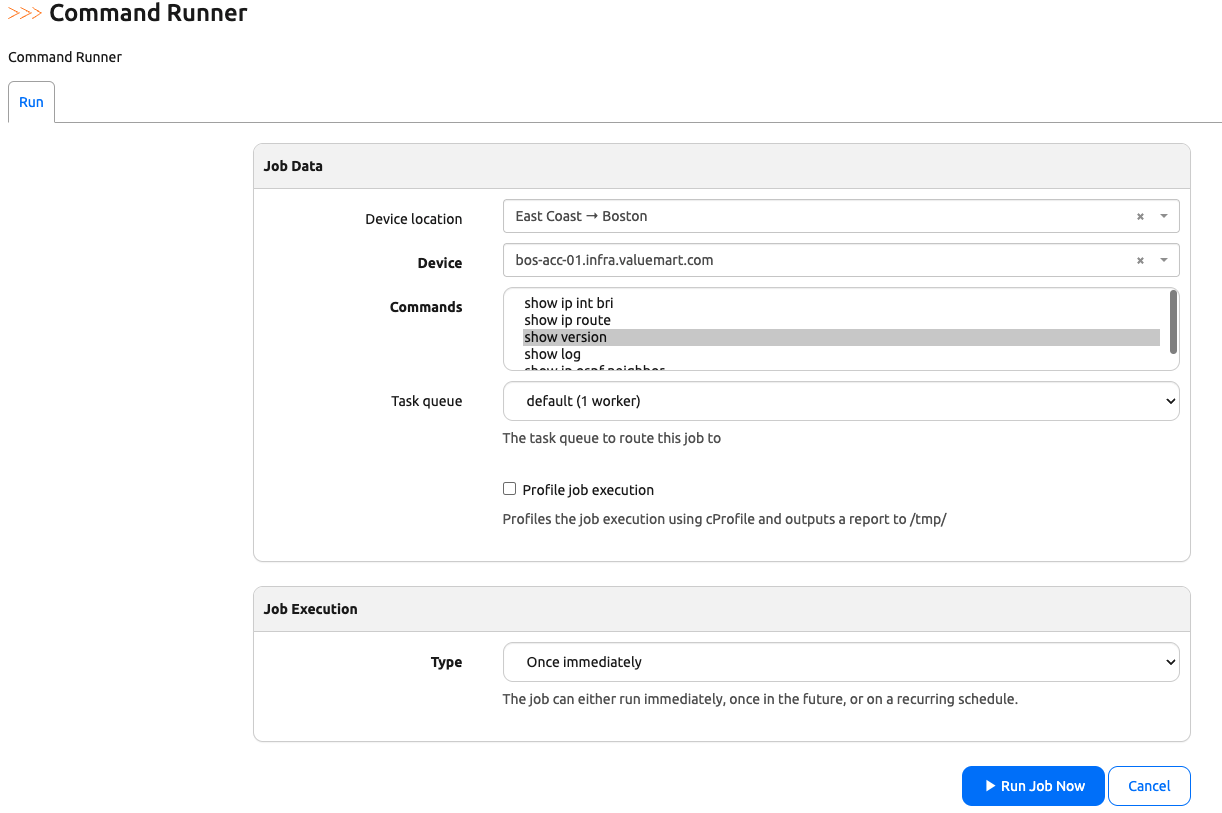 >>> Command Runner
Command Runner
Run
Job Data
Device location
East Coast → Boston
Device
bos-acc-01.infra.valuemart.com
Commands
show ip int bri
show ip route
show version
show log
show ip ospf neighbor
Task queue
default (1 worker)
The task queue to route this job to
Profile job execution
Profiles the job execution using cProfile and outputs a report to /tmp/
Job Execution
Type
Once immediately
The job can either run immediately, once in the future, or on a recurring schedule.
Run Job Now
Cancel